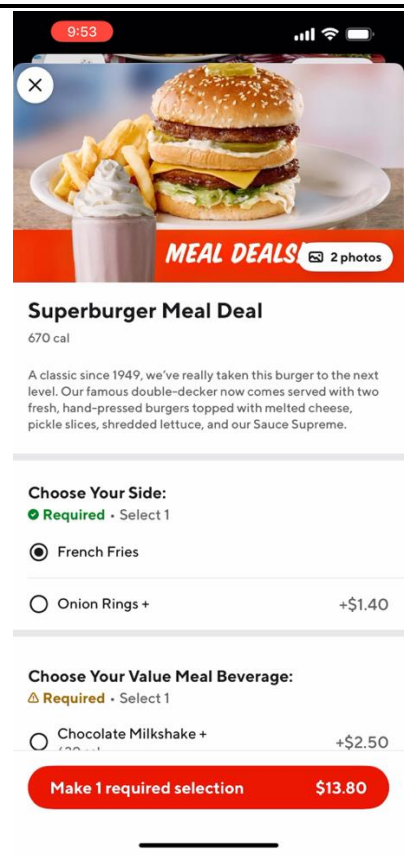 9:53
MEAL DEALS
2 photos
Superburger Meal Deal
670 cal
A classic since 1949, we've really taken this burger to the next
level. Our famous double-decker now comes served with two
fresh, hand-pressed burgers topped with melted cheese,
pickle slices, shredded lettuce, and our Sauce Supreme.
Choose Your Side:
Required • Select 1
French Fries
Onion Rings + +$1.40
Choose Your Value Meal Beverage:
Required • Select 1
Chocolate Milkshake + +$2.50
Make 1 required selection $13.80